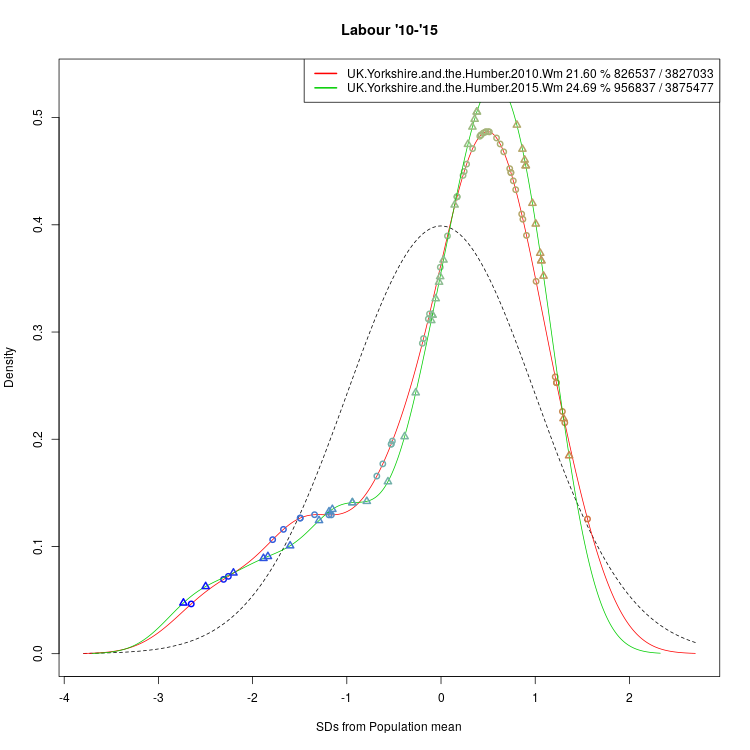 Labour '10-'15
UK.Yorkshire.and.the.Humber.2010.Wm 21.60 % 826537 / 3827033
UK.Yorkshire.and.the.Humber.2015.Wm 24.69 % 956837 / 3875477
Density
0.5
0.4
0.3
0.2
0.1
0.0
-4 -3 -2 -1 0 1 2
SDs from Population mean